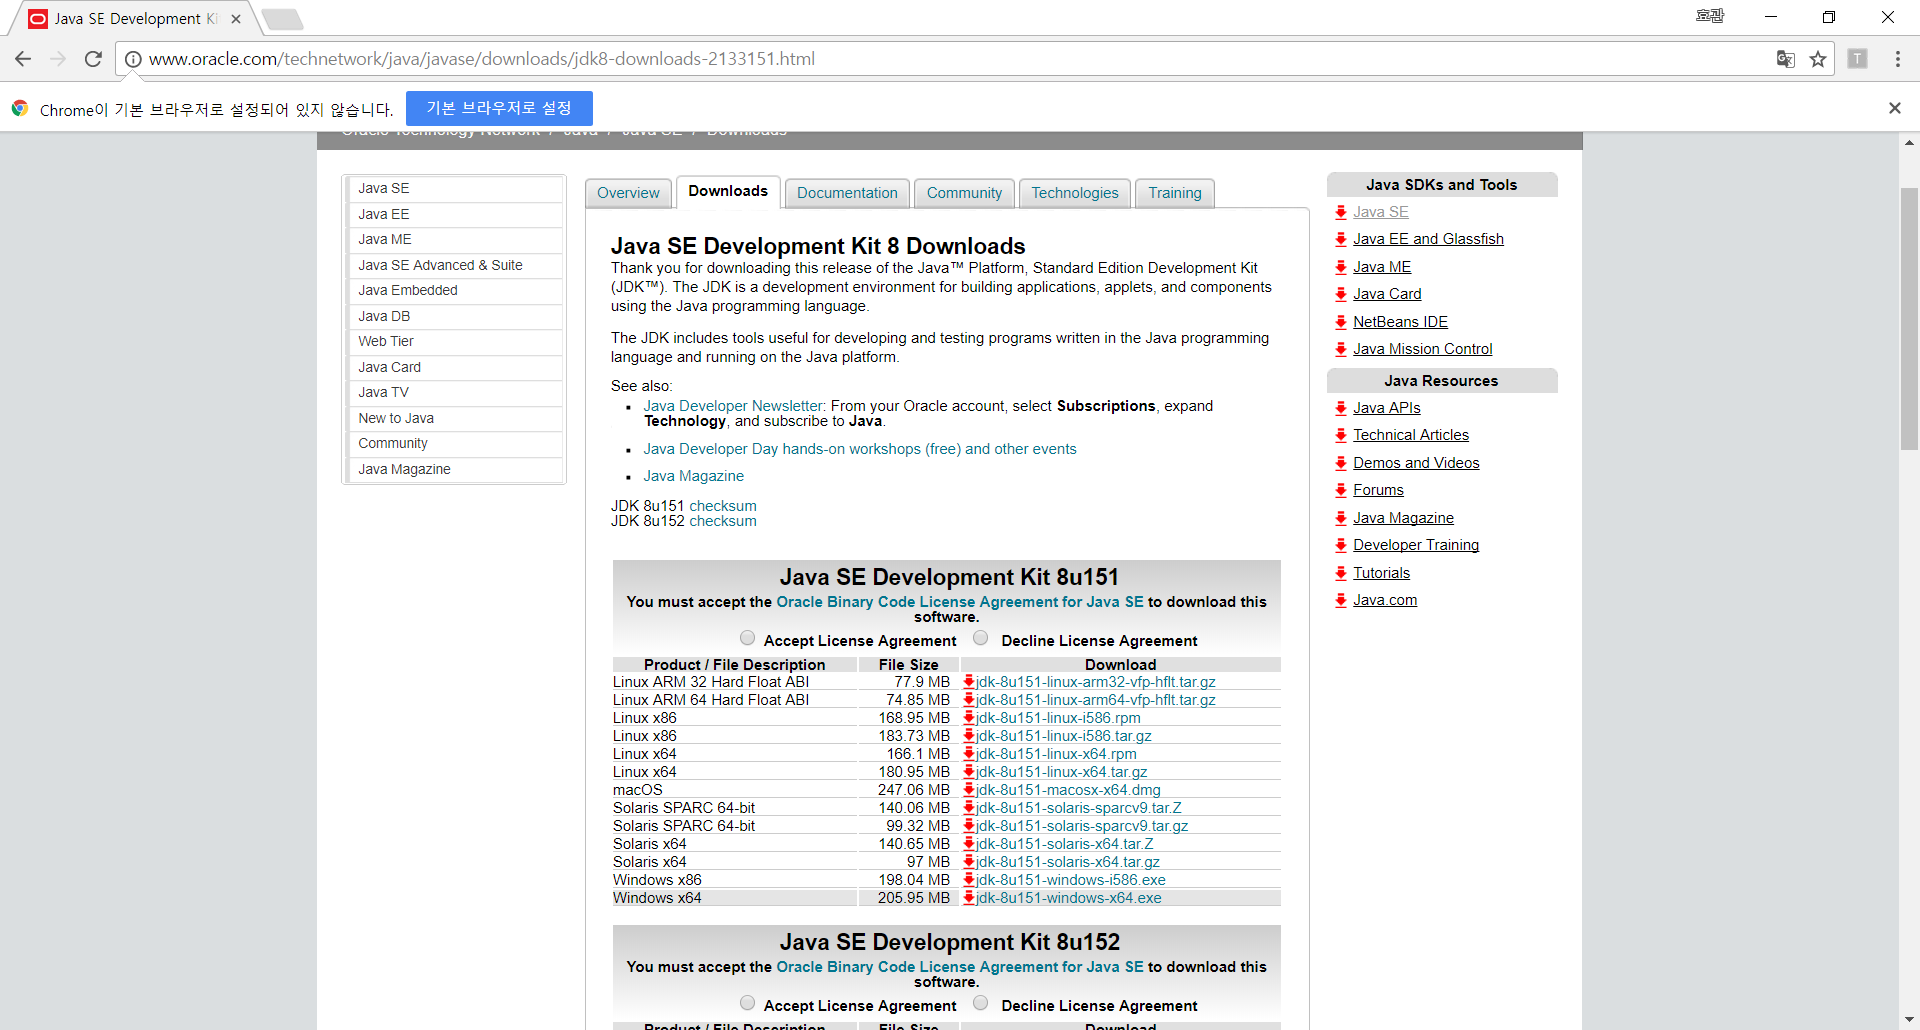 Java SE Development Ki
효관
www.oracle.com/technetwork/java/javase/downloads/jdk8-downloads-2133151.html
T
Chrome이 기본 브라우저로 설정되어 있지 않습니다.
기본 브라우저로 설정
Oracle Technology Network / Java / Java SE / Downloads
Java SE
Java EE
Java ME
Java SE Advanced & Suite
Java Embedded
Java DB
Web Tier
Java Card
Java TV
New to Java
Community
Java Magazine
Overview
Downloads
Documentation
Community
Technologies
Training
Java SE Development Kit 8 Downloads
Thank you for downloading this release of the Java™ Platform, Standard Edition Development Kit
(JDK™). The JDK is a development environment for building applications, applets, and components
using the Java programming language.
The JDK includes tools useful for developing and testing programs written in the Java programming
language and running on the Java platform.
See also:
Java Developer Newsletter: From your Oracle account, select Subscriptions, expand
Technology, and subscribe to Java.
Java Developer Day hands-on workshops (free) and other events
Java Magazine
JDK 8u151 checksum
JDK 8u152 checksum
Java SE Development Kit 8u151
You must accept the Oracle Binary Code License Agreement for Java SE to download this
software.
Accept License Agreement Decline License Agreement
Product / File Description File Size Download
Linux ARM 32 Hard Float ABI 77.9 MB jdk-8u151-linux-arm32-vfp-hflt.tar.gz
Linux ARM 64 Hard Float ABI 74.85 MB jdk-8u151-linux-arm64-vfp-hflt.tar.gz
Linux x86 168.95 MB jdk-8u151-linux-i586.rpm
Linux x86 183.73 MB jdk-8u151-linux-i586.tar.gz
Linux x64 166.1 MB jdk-8u151-linux-x64.rpm
Linux x64 180.95 MB jdk-8u151-linux-x64.tar.gz
macOS 247.06 MB jdk-8u151-macosx-x64.dmg
Solaris SPARC 64-bit 140.06 MB jdk-8u151-solaris-sparcv9.tar.Z
Solaris SPARC 64-bit 99.32 MB jdk-8u151-solaris-sparcv9.tar.gz
Solaris x64 140.65 MB jdk-8u151-solaris-x64.tar.Z
Solaris x64 97 MB jdk-8u151-solaris-x64.tar.gz
Windows x86 198.04 MB jdk-8u151-windows-i586.exe
Windows x64 205.95 MB jdk-8u151-windows-x64.exe
Java SE Development Kit 8u152
You must accept the Oracle Binary Code License Agreement for Java SE to download this
software.
Accept License Agreement Decline License Agreement
Product / File Description File Size Download
Java SDKs and Tools
Java SE
Java EE and Glassfish
Java ME
Java Card
NetBeans IDE
Java Mission Control
Java Resources
Java APIs
Technical Articles
Demos and Videos
Forums
Java Magazine
Developer Training
Tutorials
Java.com